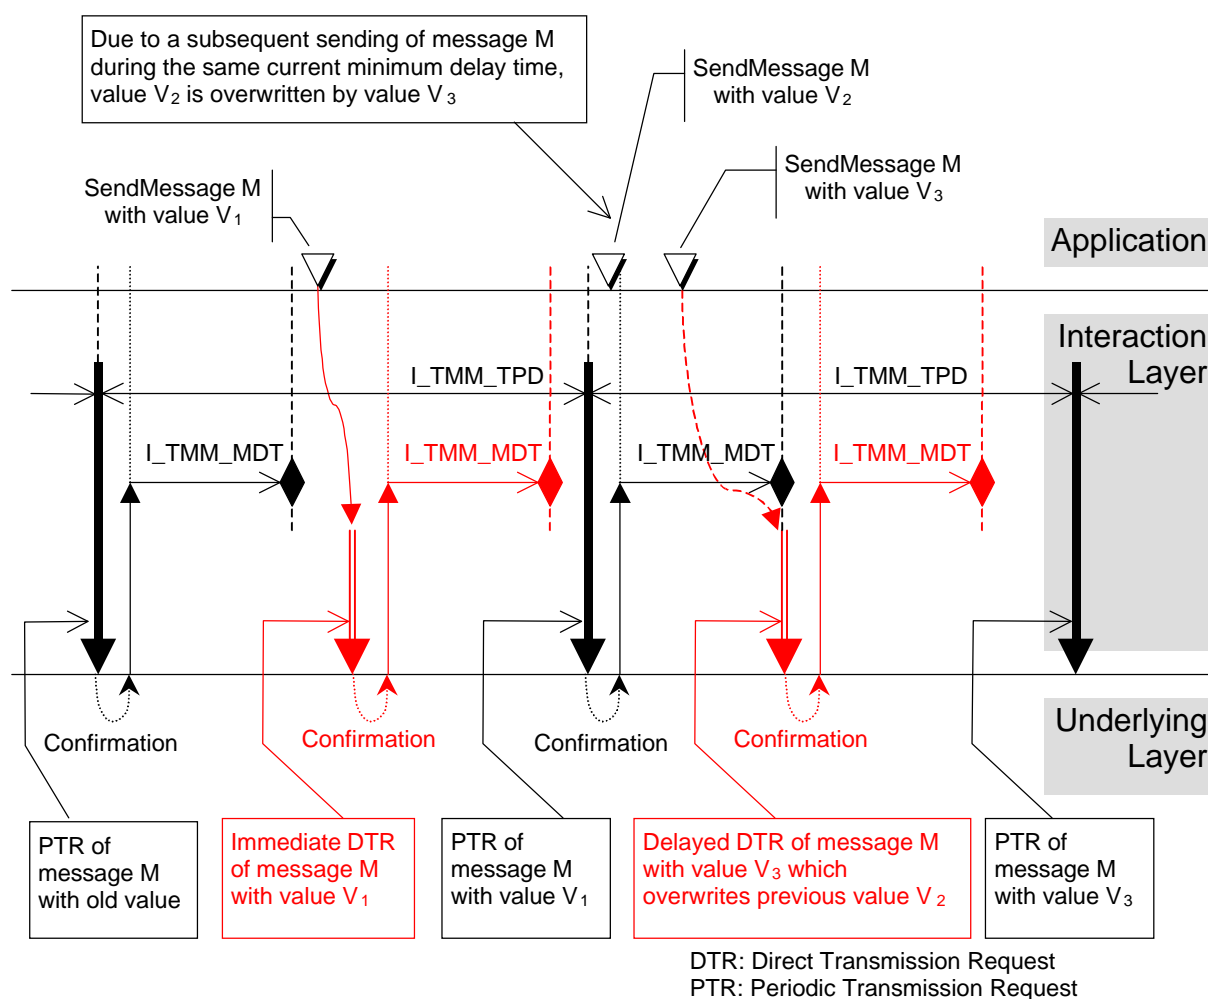 Due to a subsequent sending of message M
during the same current minimum delay time,
value V2 is overwritten by value V3
SendMessage M
with value V2
SendMessage M
with value V1
SendMessage M
with value V3
Application
Interaction
Layer
I_TMM_TPD
I_TMM_TPD
I_TMM_MDT
I_TMM_MDT
I_TMM_MDT
I_TMM_MDT
Underlying
Layer
Confirmation
Confirmation
Confirmation
Confirmation
PTR of
message M
with old value
Immediate DTR
of message M
with value V1
PTR of
message M
with value V1
Delayed DTR of message M
with value V3 which
overwrites previous value V2
PTR of
message M
with value V3
DTR: Direct Transmission Request
PTR: Periodic Transmission Request